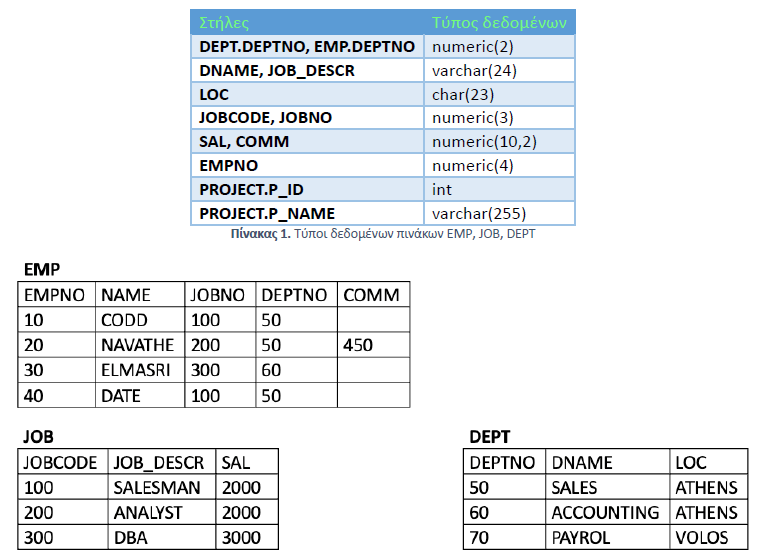 Στήλες Τύπος δεδομένων
DEPT.DEPTNO, EMP.DEPTNO numeric(2)
DNAME, JOB_DESCR varchar(24)
LOC char(23)
JOBCODE, JOBNO numeric(3)
SAL, COMM numeric(10,2)
EMPNO numeric(4)
PROJECT.P_ID int
PROJECT.P_NAME varchar(255)
Πίνακας 1. Τύποι δεδομένων πινάκων EMP, JOB, DEPT
EMP
EMPNO NAME JOBNO DEPTNO COMM
10 CODD 100 50
20 NAVATHE 200 50 450
30 ELMASRI 300 60
40 DATE 100 50
JOB
JOBCODE JOB_DESCR SAL
100 SALESMAN 2000
200 ANALYST 2000
300 DBA 3000
DEPT
DEPTNO DNAME LOC
50 SALES ATHENS
60 ACCOUNTING ATHENS
70 PAYROL VOLOS